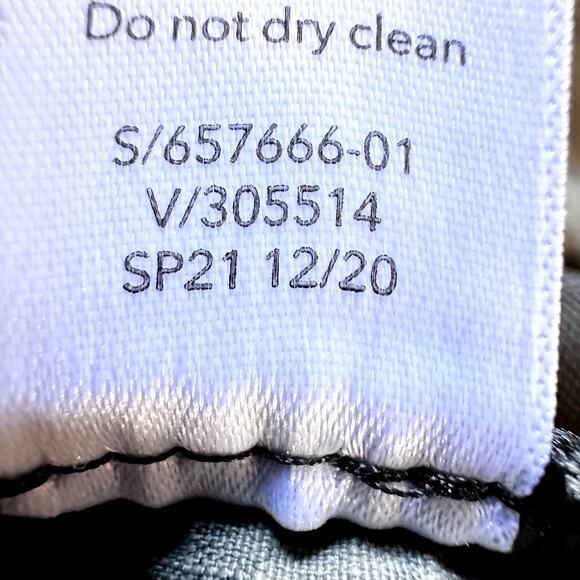 Do not dry clean
S/657666-01
V/305514
SP21 12/20